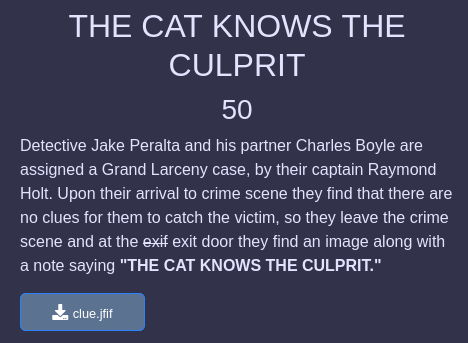 THE CAT KNOWS THE
CULPRIT
50
Detective Jake Peralta and his partner Charles Boyle are
assigned a Grand Larceny case, by their captain Raymond
Holt. Upon their arrival to crime scene they find that there are
no clues for them to catch the victim, so they leave the crime
scene and at the exif exit door they find an image along with
a note saying "THE CAT KNOWS THE CULPRIT."
clue.jfif